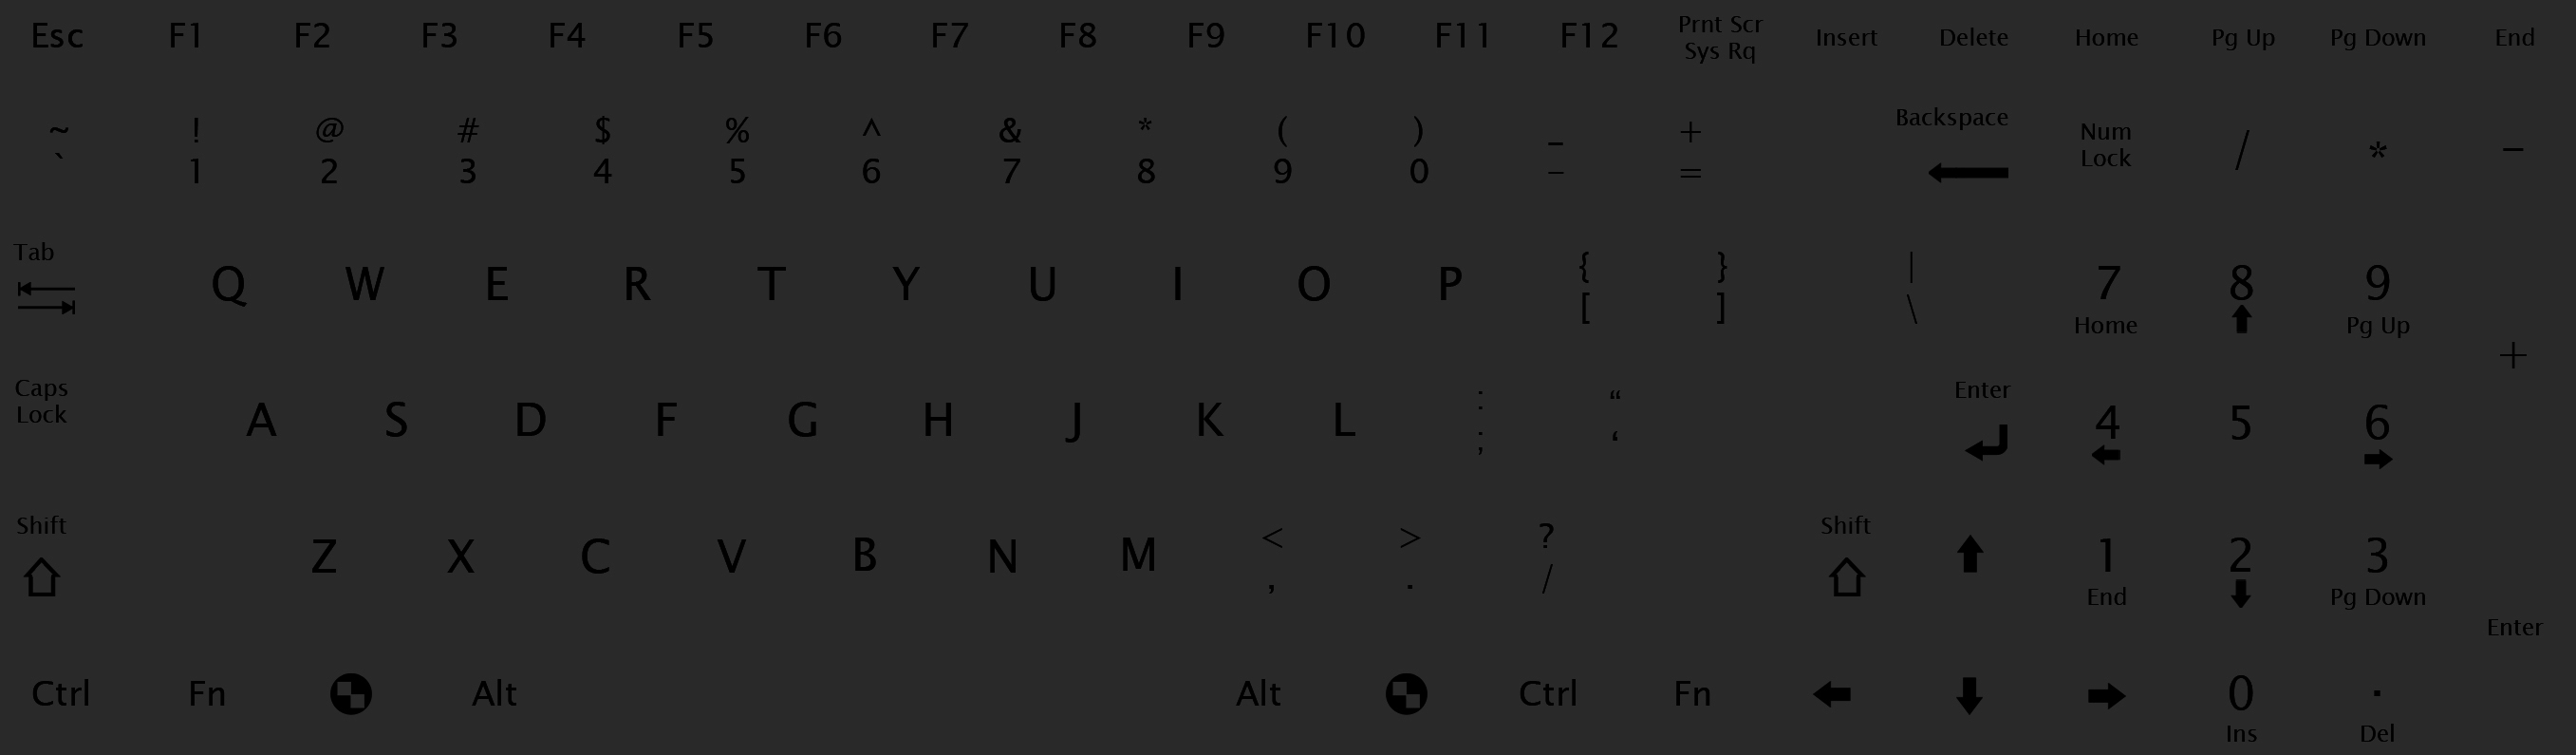 Esc F1 F2 F3 F4 F5 F6 F7 F8 F9 F10 F11 F12 Prnt Scr Insert Delete Home Pg Up Pg Down End
Sys Rq
~ ! @ # $ % ^ & * ( ) _ + Backspace Num / * -
` 1 2 3 4 5 6 7 8 9 0 - = Lock
Tab Q W E R T Y U I O P { } | 7 8 9
[ ] \ Home Pg Up
+
Caps A S D F G H J K L : “ Enter 4 5 6
Lock ; ‘
Shift Z X C V B N M < > ? Shift 1 2 3
, . / End Pg Down
Enter
Ctrl Fn Alt Alt Ctrl Fn 0 .
Ins Del